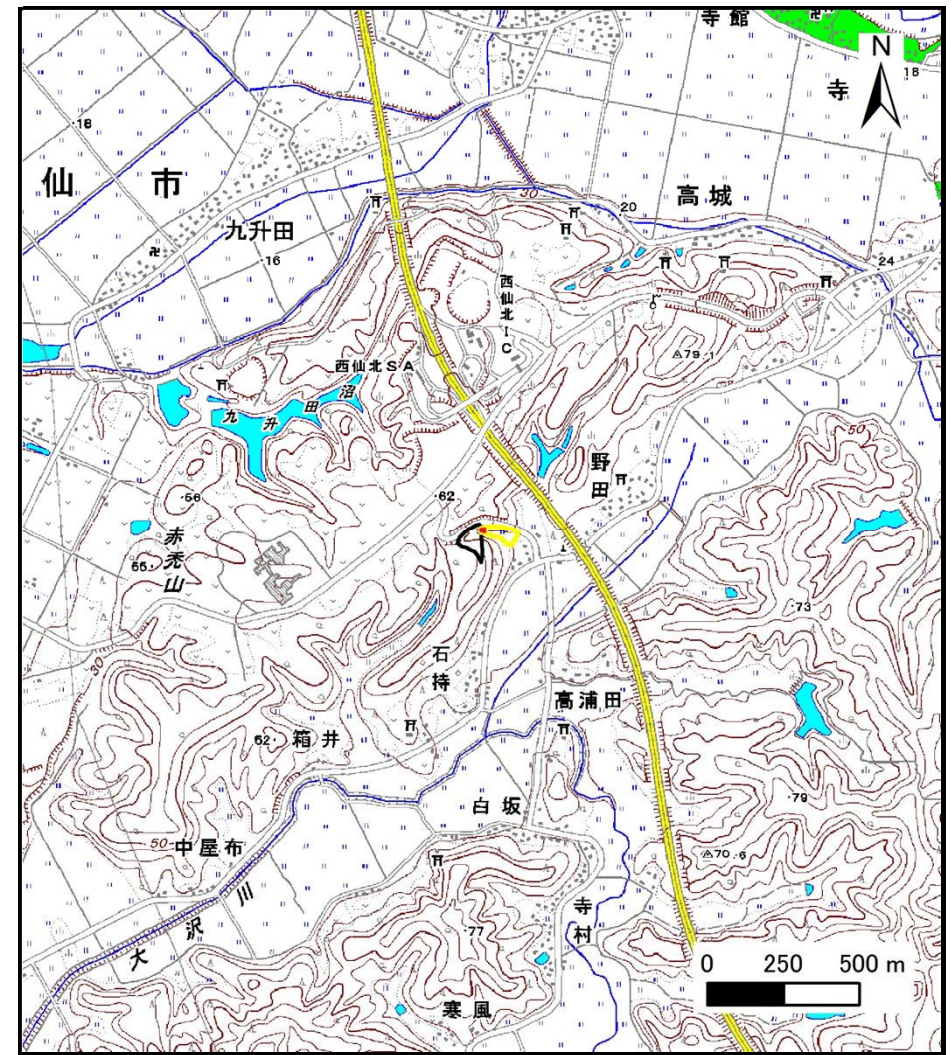 寺館
18
N
寺
18
仙市
高城
30
20
九升田
16
24
西仙北IC
79.1
西仙北SA
九升田沼
50
野田
62
56
赤禿山
55
73
30
石持
高浦田
62
箱井
白坂
79
50
中屋布
70.6
大沢川
寺村
77
0 250 500 m
寒風